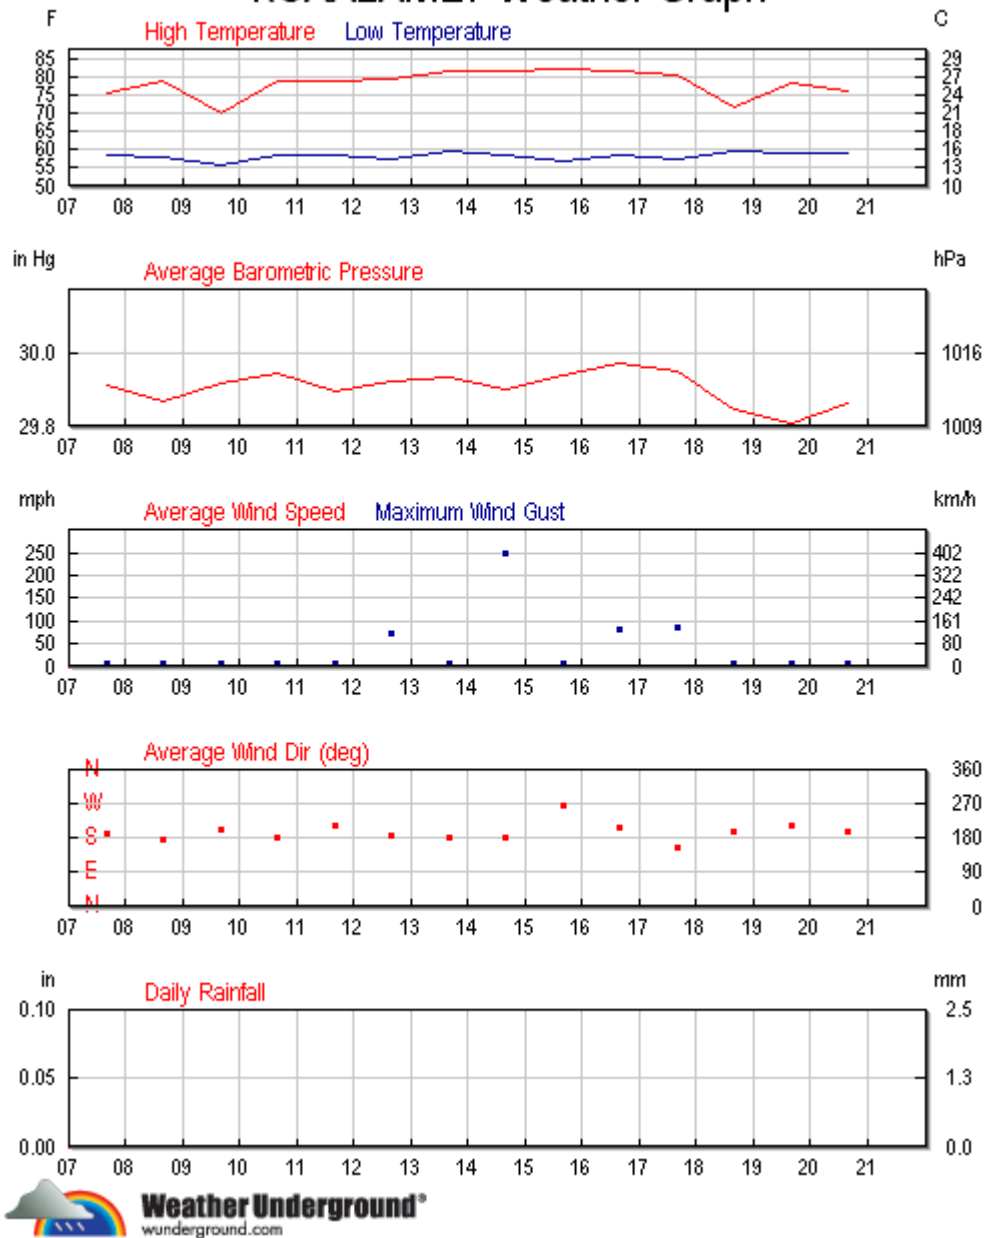 Weather Graph
F C
High Temperature Low Temperature
85 29
80 27
75 24
70 21
65 18
60 16
55 13
50 10
07 08 09 10 11 12 13 14 15 16 17 18 19 20 21
in Hg hPa
Average Barometric Pressure
30.0 1016
29.8 1009
07 08 09 10 11 12 13 14 15 16 17 18 19 20 21
mph km/h
Average Wind Speed Maximum Wind Gust
250 402
200 322
150 242
100 161
50 80
0 0
07 08 09 10 11 12 13 14 15 16 17 18 19 20 21
Average Wind Dir (deg)
N 360
W 270
S 180
E 90
N 0
07 08 09 10 11 12 13 14 15 16 17 18 19 20 21
in mm
Daily Rainfall
0.10 2.5
0.05 1.3
0.00 0.0
07 08 09 10 11 12 13 14 15 16 17 18 19 20 21
Weather Underground®
wunderground.com